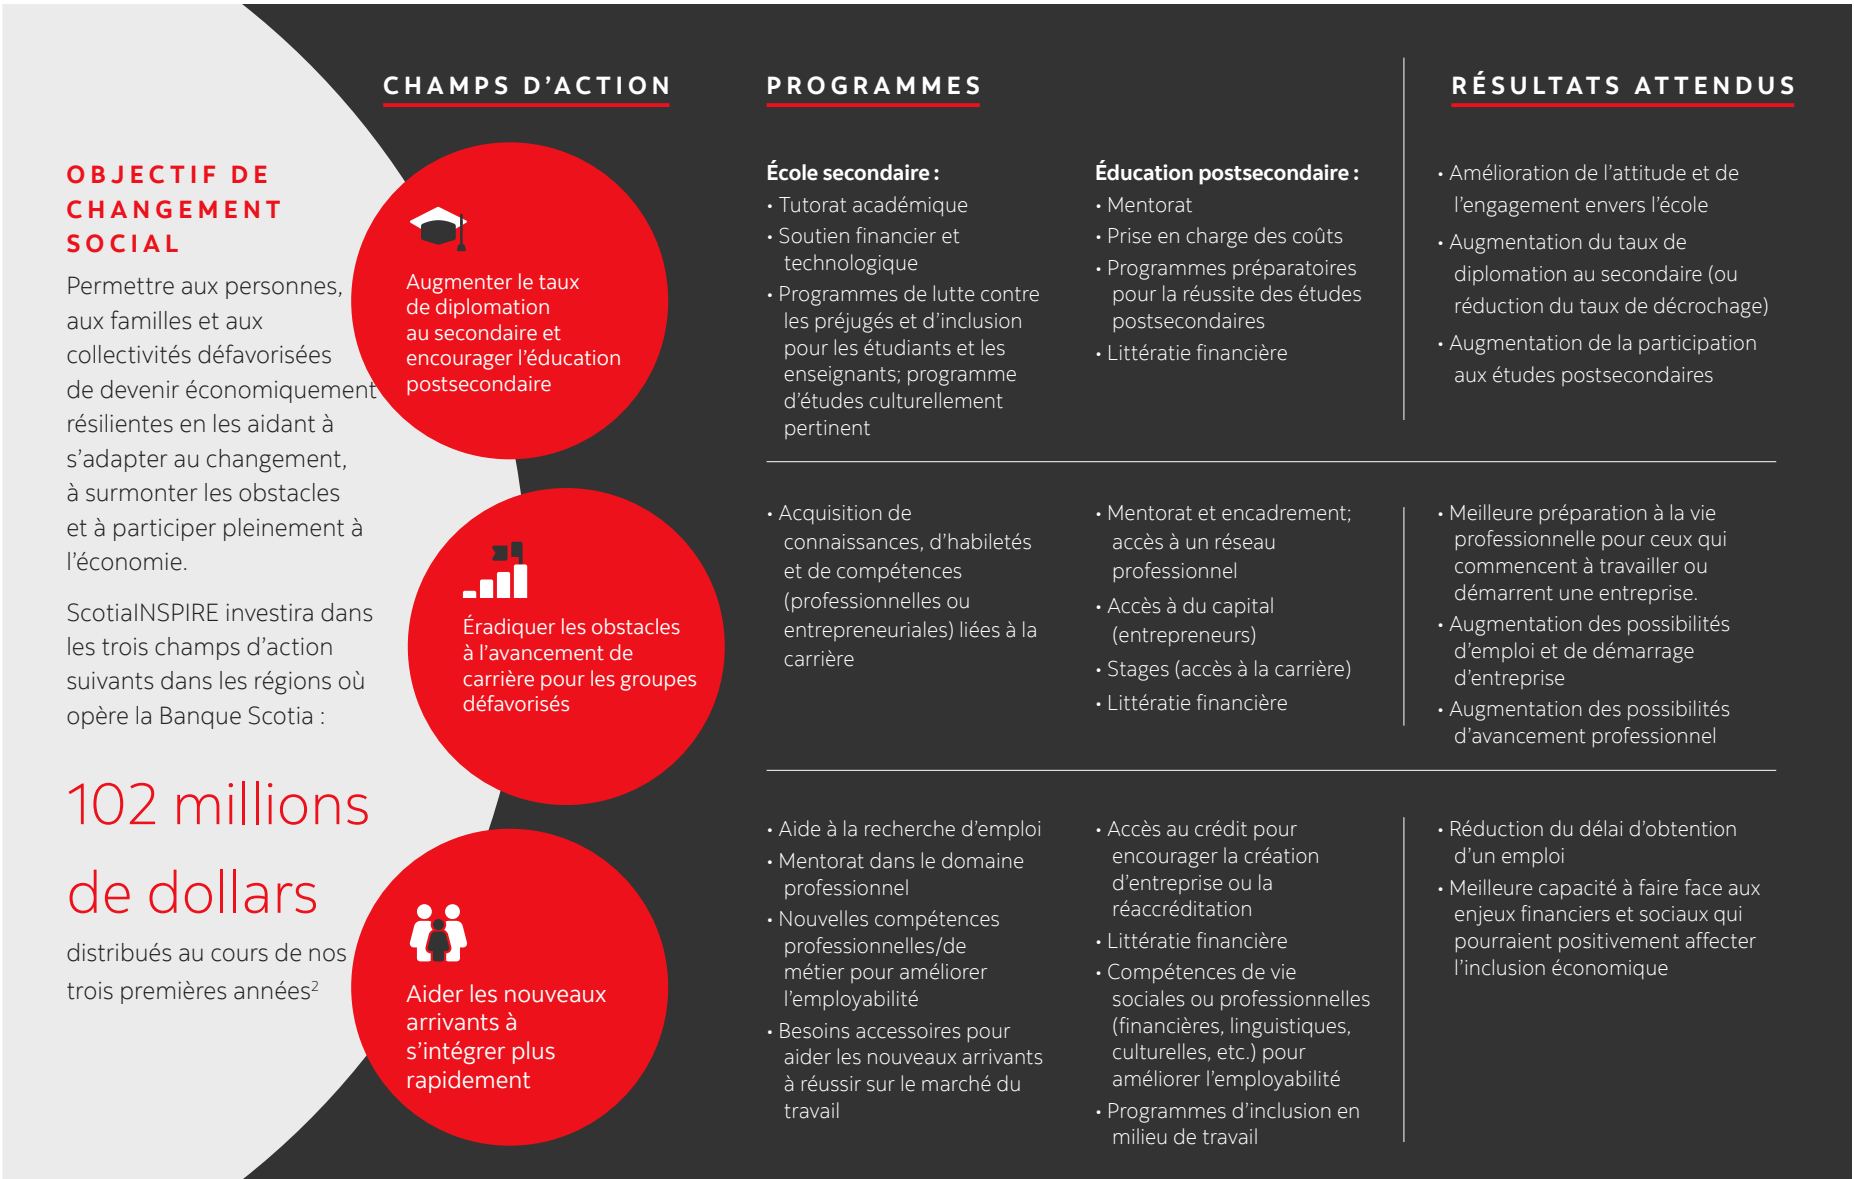 CHAMPS D'ACTION
PROGRAMMES
RÉSULTATS ATTENDUS
OBJECTIF DE
CHANGEMENT
SOCIAL
Permettre aux personnes,
aux familles et aux
collectivités défavorisées
de devenir économiquement
résilientes en les aidant à
s'adapter au changement,
à surmonter les obstacles
et à participer pleinement à
l'économie.
ScotiaINSPIRE investira dans
les trois champs d'action
suivants dans les régions où
opère la Banque Scotia :
102 millions
de dollars
distribués au cours de nos
trois premières années²
Augmenter le taux
de diplomation
au secondaire et
encourager l'éducation
postsecondaire
École secondaire :
• Tutorat académique
• Soutien financier et
technologique
• Programmes de lutte contre
les préjugés et d'inclusion
pour les étudiants et les
enseignants; programme
d'études culturellement
pertinent
Éducation postsecondaire :
• Mentorat
• Prise en charge des coûts
• Programmes préparatoires
pour la réussite des études
postsecondaires
• Littératie financière
• Amélioration de l'attitude et de
l'engagement envers l'école
• Augmentation du taux de
diplomation au secondaire (ou
réduction du taux de décrochage)
• Augmentation de la participation
aux études postsecondaires
Éradiquer les obstacles
à l'avancement de
carrière pour les groupes
défavorisés
• Acquisition de
connaissances, d'habiletés
et de compétences
(professionnelles ou
entrepreneuriales) liées à la
carrière
• Mentorat et encadrement;
accès à un réseau
professionnel
• Accès à du capital
(entrepreneurs)
• Stages (accès à la carrière)
• Littératie financière
• Meilleure préparation à la vie
professionnelle pour ceux qui
commencent à travailler ou
démarrent une entreprise.
• Augmentation des possibilités
d'emploi et de démarrage
d'entreprise
• Augmentation des possibilités
d'avancement professionnel
Aider les nouveaux
arrivants à
s'intégrer plus
rapidement
• Aide à la recherche d'emploi
• Mentorat dans le domaine
professionnel
• Nouvelles compétences
professionnelles/de
métier pour améliorer
l'employabilité
• Besoins accessoires pour
aider les nouveaux arrivants
à réussir sur le marché du
travail
• Accès au crédit pour
encourager la création
d'entreprise ou la
réaccréditation
• Littératie financière
• Compétences de vie
sociales ou professionnelles
(financières, linguistiques,
culturelles, etc.) pour
améliorer l'employabilité
• Programmes d'inclusion en
milieu de travail
• Réduction du délai d'obtention
d'un emploi
• Meilleure capacité à faire face aux
enjeux financiers et sociaux qui
pourraient positivement affecter
l'inclusion économique